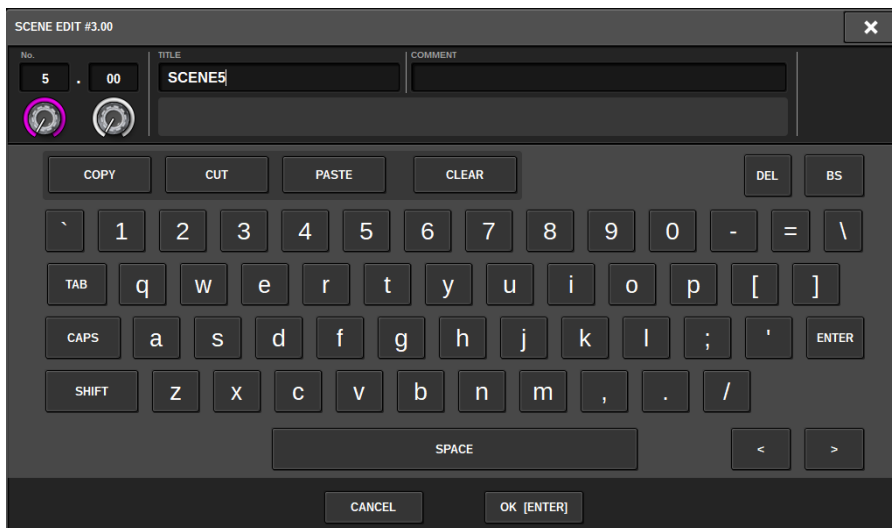 SCENE EDIT #3.00
No. TITLE COMMENT
5 . 00 SCENE5
COPY CUT PASTE CLEAR DEL BS
` 1 2 3 4 5 6 7 8 9 0 - = \
TAB q w e r t y u i o p [ ]
CAPS a s d f g h j k l ; ' ENTER
SHIFT z x c v b n m , . /
SPACE < >
CANCEL OK [ENTER]